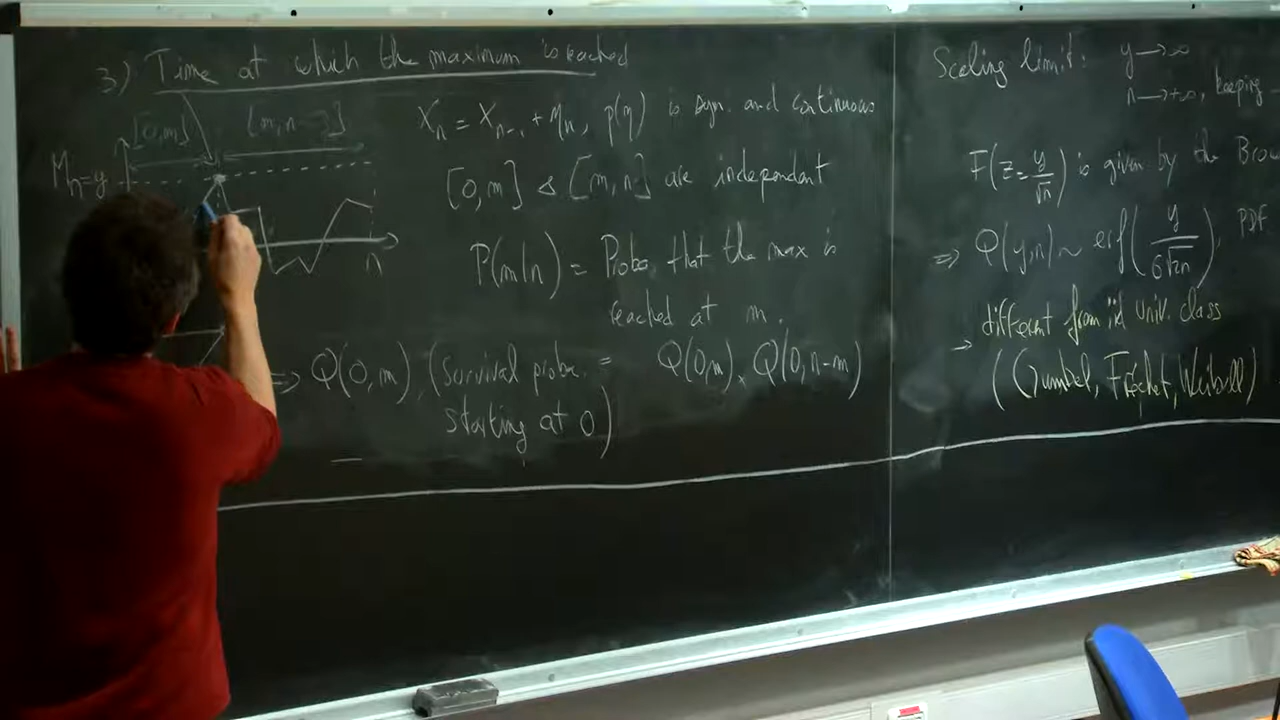 3) Time at which the maximum is reached
[0,m] [m,n-m]
M_n=y
n
X_n = X_{n-1} + η_n, p(η) is sym. and continuous
[0,m] & [m,n] are independent
P(m|n) = Proba. that the max is
reached at m.
⇒ Q(0,m), (Survival proba. = Q(0,m) × Q(0,n-m)
starting at 0)
Scaling limit: y → ∞
n → +∞, keeping
F(z = y/√n) is given by the Brow
⇒ Q(y,n) ~ erf(y/(σ√2n)), PDF
→ different from iid univ. class
(Gumbel, Fréchet, Weibull)